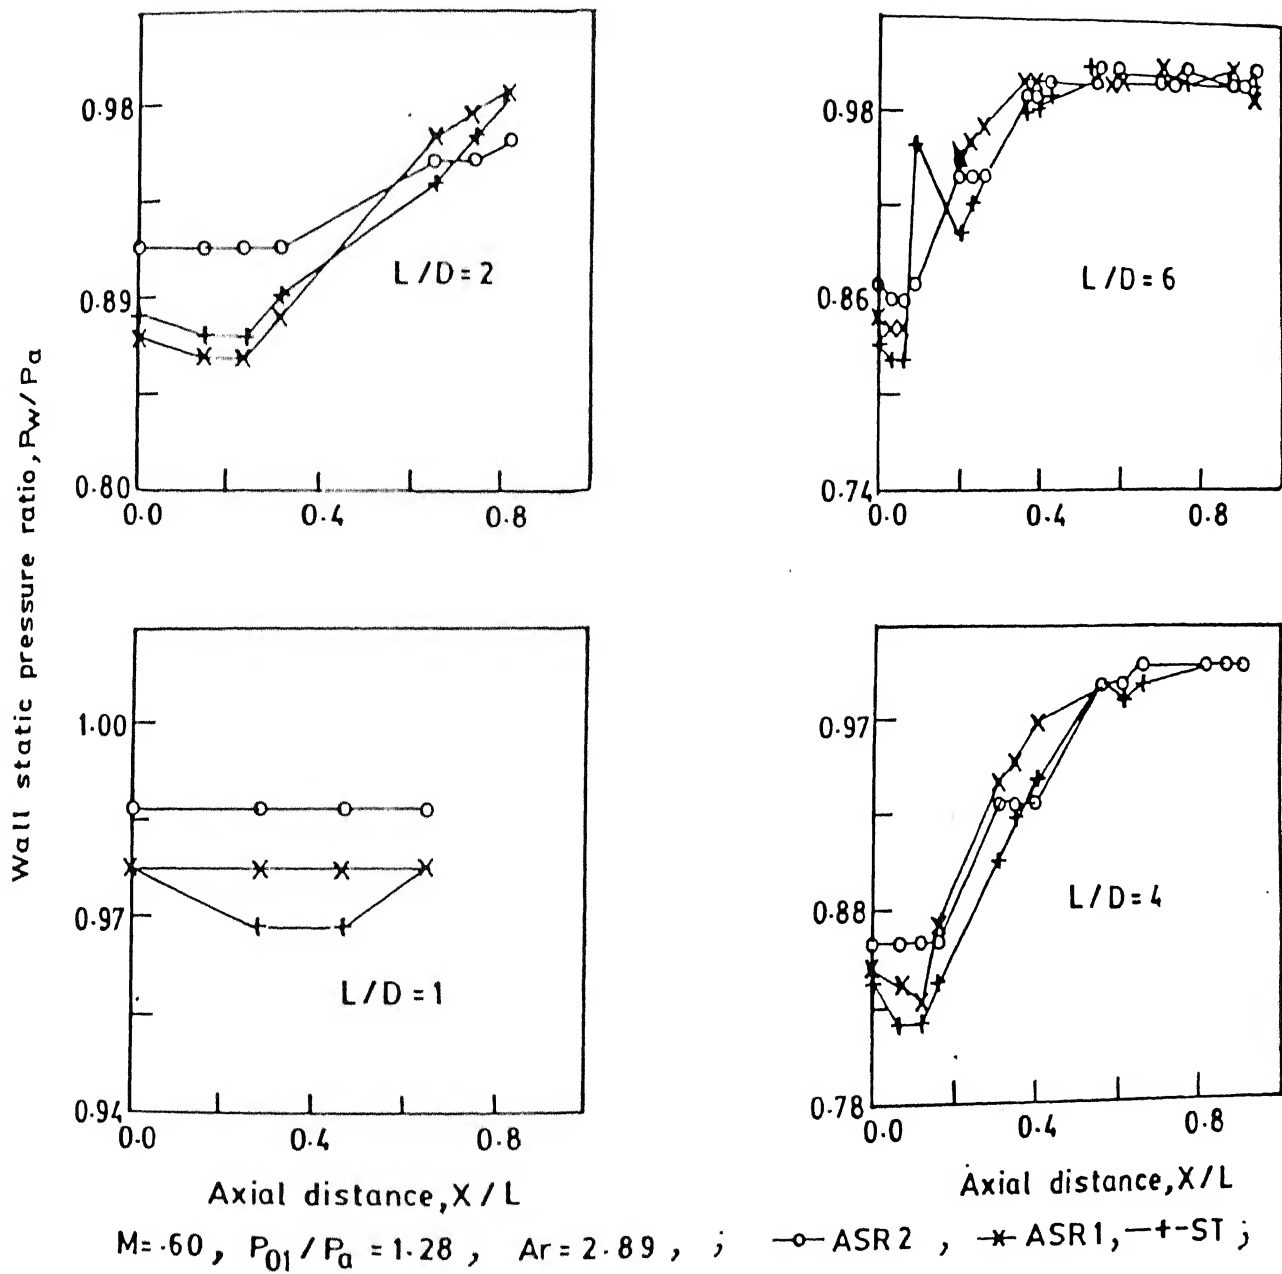 Wall static pressure ratio, Pw/Pa
0.98
0.89
0.80
0.0 0.4 0.8
L/D=2
0.98
0.86
0.74
0.0 0.4 0.8
L/D=6
1.00
0.97
0.94
0.0 0.4 0.8
L/D=1
Axial distance, X/L
0.97
0.88
0.78
0.0 0.4 0.8
L/D=4
Axial distance, X/L
M=.60, P01/Pa = 1.28, Ar=2.89, ; -o- ASR2, -x- ASR1, -+- ST ;